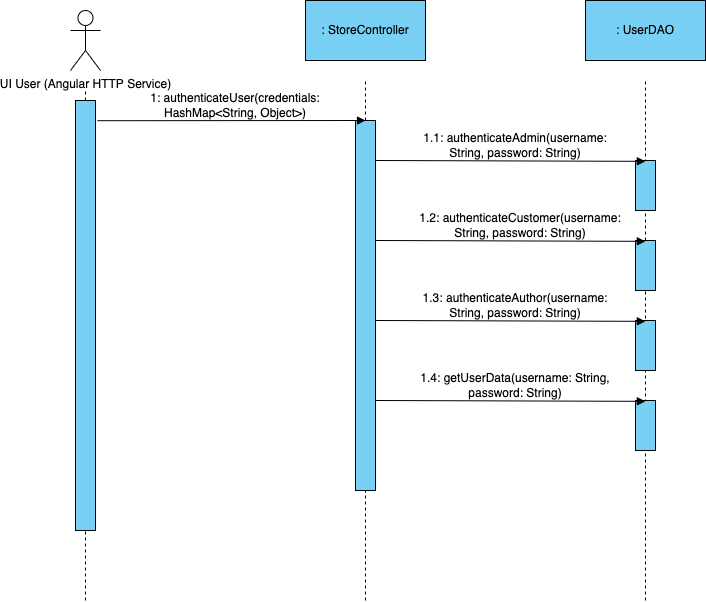 : StoreController
: UserDAO
UI User (Angular HTTP Service)
1: authenticateUser(credentials:
HashMap<String, Object>)
1.1: authenticateAdmin(username:
String, password: String)
1.2: authenticateCustomer(username:
String, password: String)
1.3: authenticateAuthor(username:
String, password: String)
1.4: getUserData(username: String,
password: String)